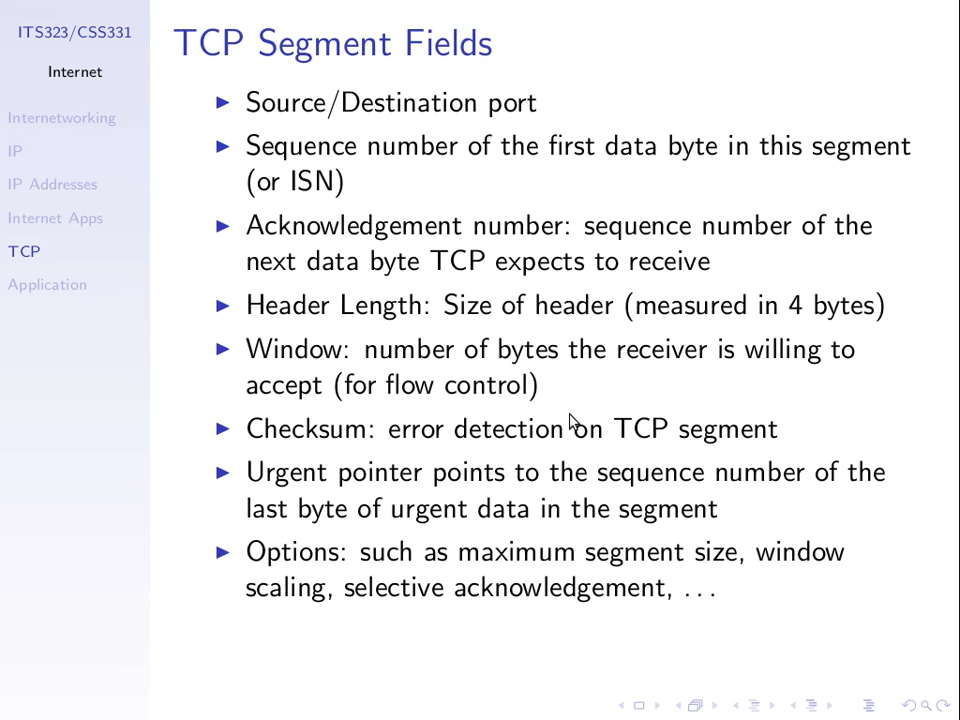 ITS323/CSS331
Internet
Internetworking
IP
IP Addresses
Internet Apps
TCP
Application
TCP Segment Fields
Source/Destination port
Sequence number of the first data byte in this segment
(or ISN)
Acknowledgement number: sequence number of the
next data byte TCP expects to receive
Header Length: Size of header (measured in 4 bytes)
Window: number of bytes the receiver is willing to
accept (for flow control)
Checksum: error detection on TCP segment
Urgent pointer points to the sequence number of the
last byte of urgent data in the segment
Options: such as maximum segment size, window
scaling, selective acknowledgement, . . .